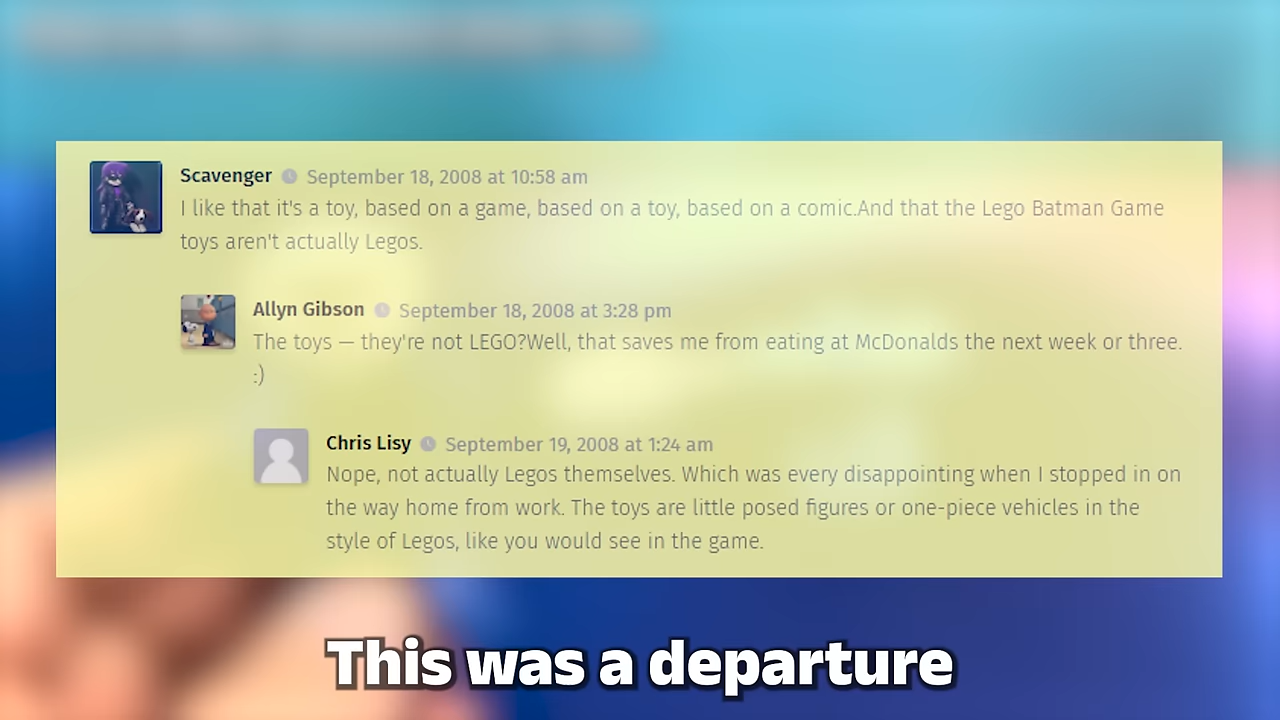 Scavenger September 18, 2008 at 10:58 am
I like that it's a toy, based on a game, based on a toy, based on a comic.And that the Lego Batman Game
toys aren't actually Legos.
Allyn Gibson September 18, 2008 at 3:28 pm
The toys — they're not LEGO?Well, that saves me from eating at McDonalds the next week or three.
:)
Chris Lisy September 19, 2008 at 1:24 am
Nope, not actually Legos themselves. Which was every disappointing when I stopped in on
the way home from work. The toys are little posed figures or one-piece vehicles in the
style of Legos, like you would see in the game.
This was a departure